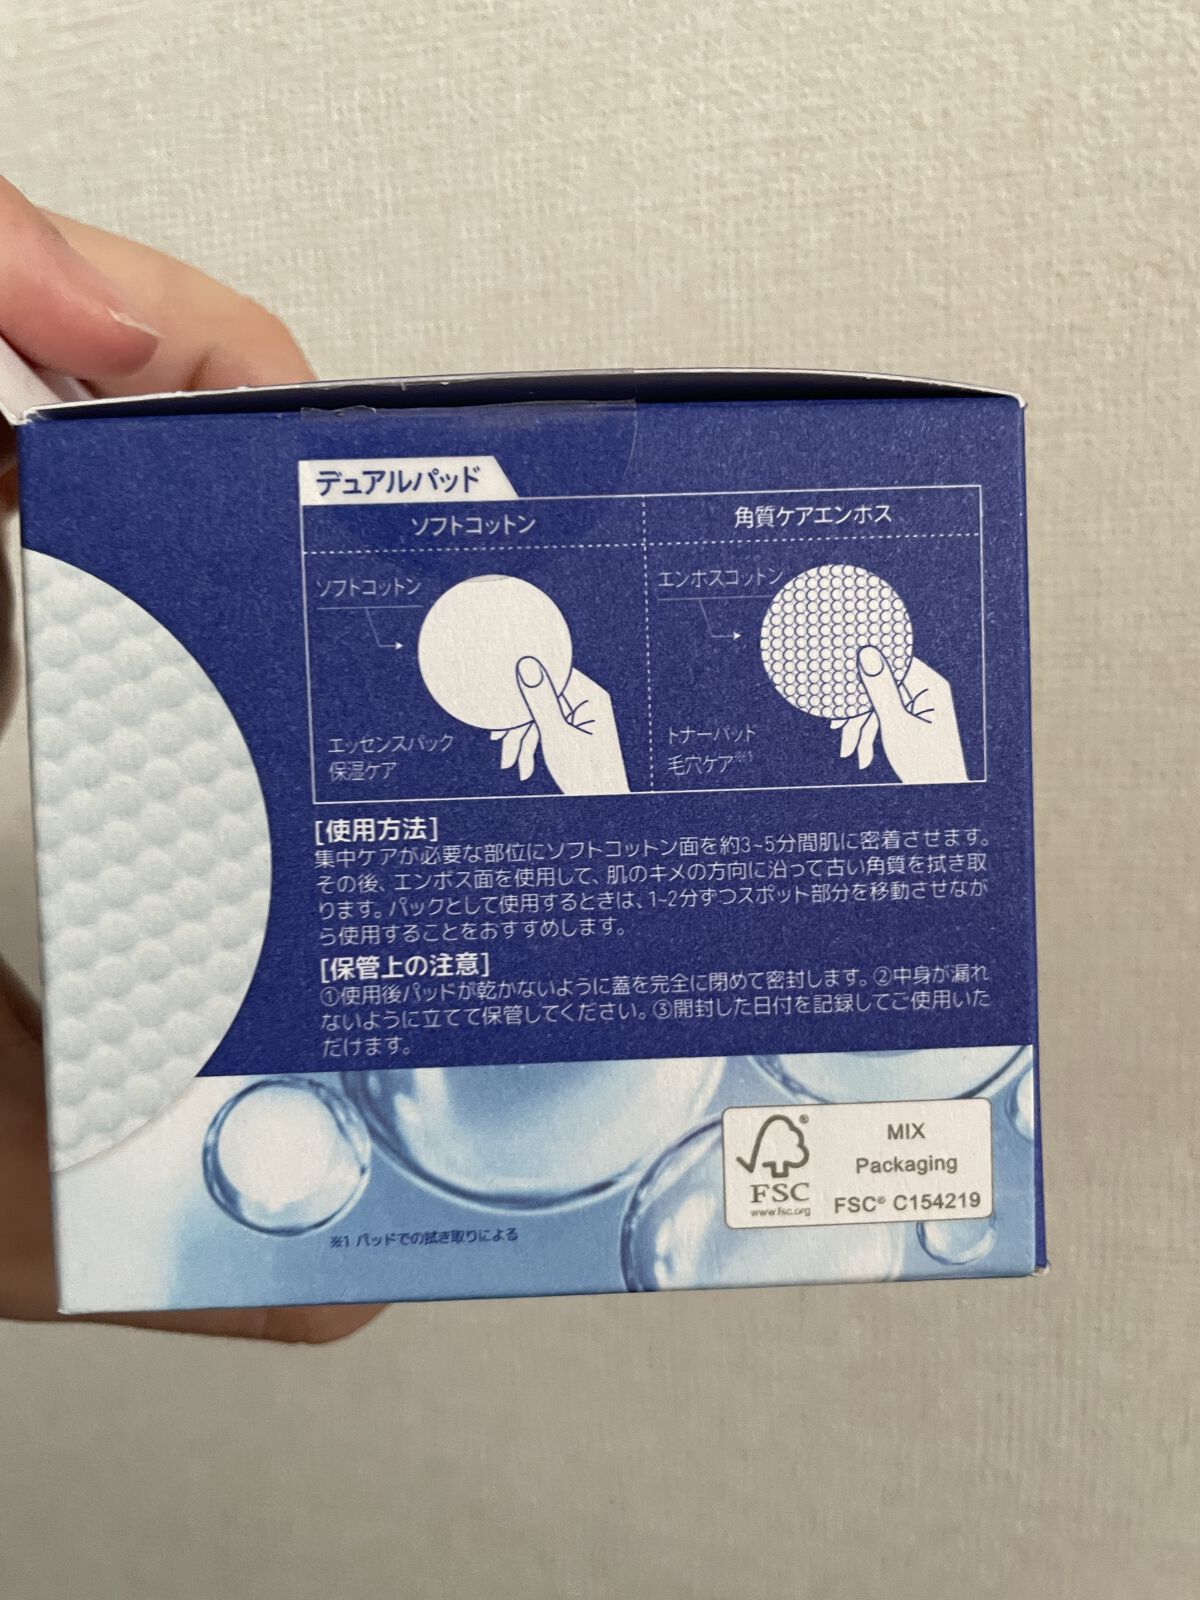 デュアルパッド
ソフトコットン
角質ケアエンホス
ソフトコットン
エッセンスパック
保湿ケア
エンホスコットン
トナーパッド
毛穴ケア※1
[使用方法]
集中ケアが必要な部位にソフトコットン面を約3~5分間肌に密着させます。
その後、エンボス面を使用して、肌のキメの方向に沿って古い角質を拭き取
ります。パックとして使用するときは、1~2分ずつスポット部分を移動させなが
ら使用することをおすすめします。
[保管上の注意]
①使用後パッドが乾かないように蓋を完全に閉めて密封します。②中身が漏れ
ないように立てて保管してください。③開封した日付を記録してご使用いた
だけます。
※1 パッドでの拭き取りによる
FSC
www.fsc.org
MIX
Packaging
FSC® C154219